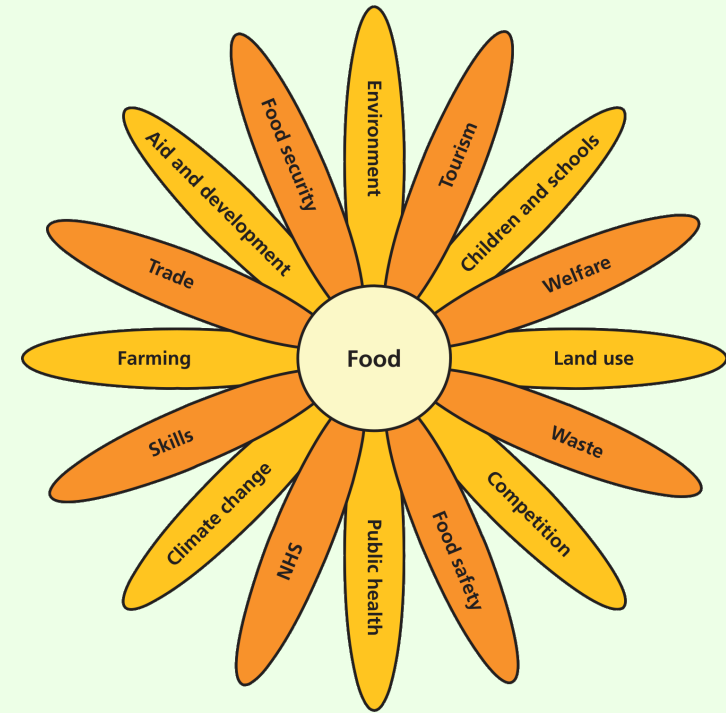 Environment
Tourism
Children and schools
Welfare
Land use
Waste
Competition
Food safety
Public health
NHS
Climate change
Skills
Farming
Trade
Aid and development
Food security
Food